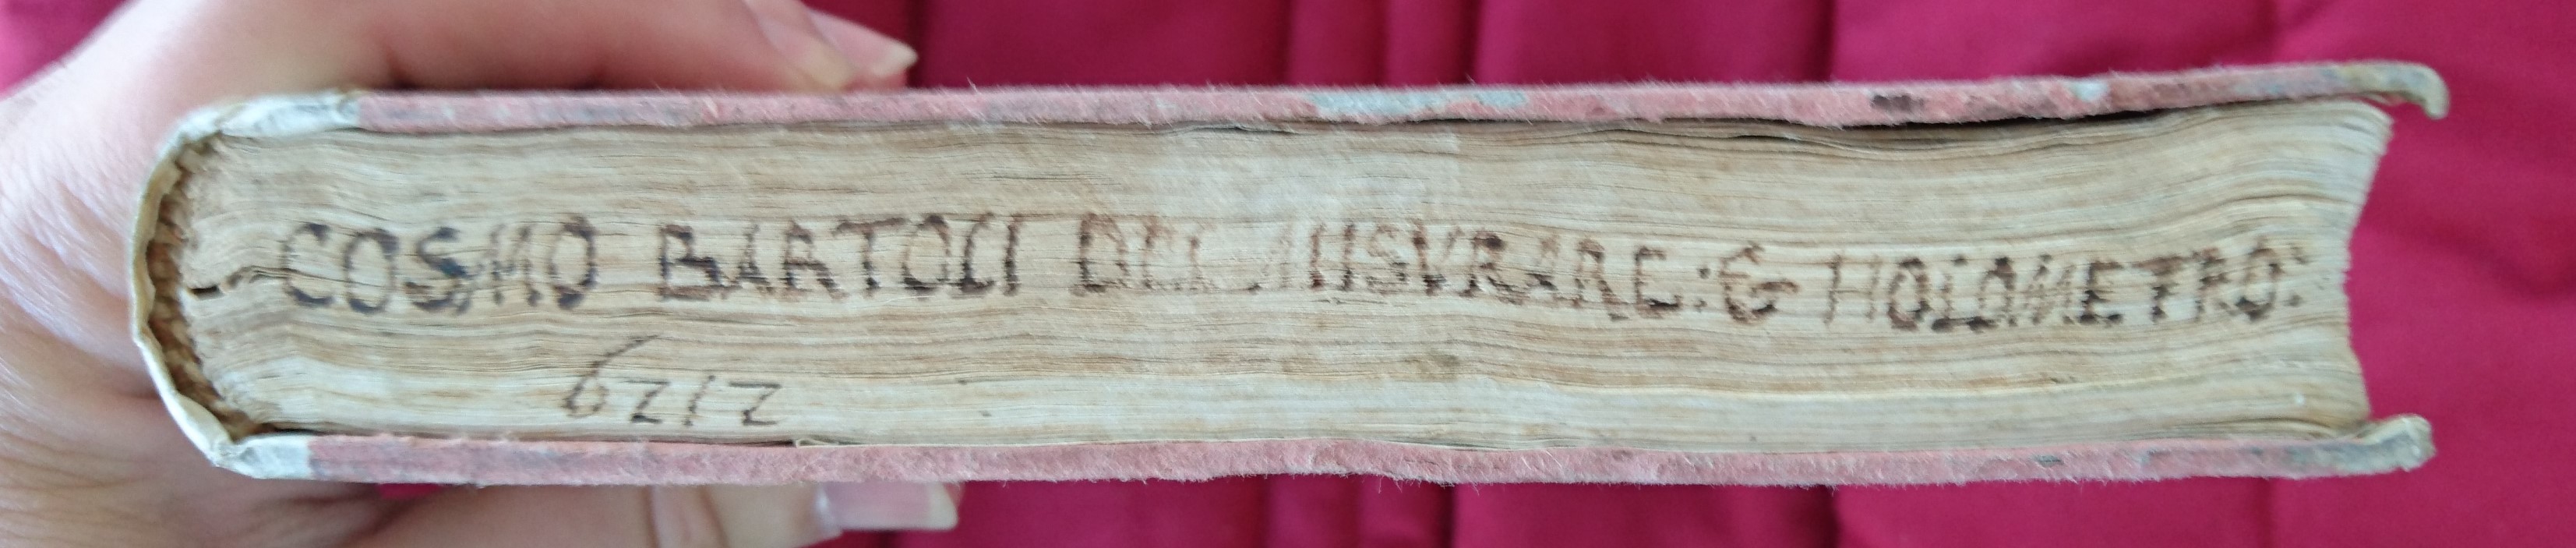 COSMO BARTOLI DEL MISVRARE: & HOLOMETRO:
6212